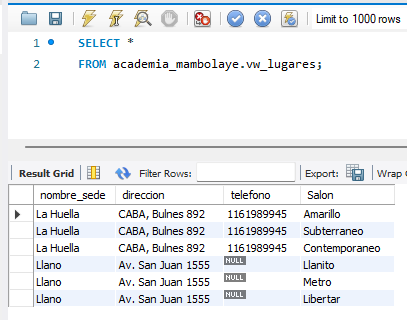 Limit to 1000 rows
1 SELECT *
2 FROM academia_mambolaye.vw_lugares;
Result Grid Filter Rows: Export: Wrap C
nombre_sede direccion telefono Salon
La Huella CABA, Bulnes 892 1161989945 Amarillo
La Huella CABA, Bulnes 892 1161989945 Subterraneo
La Huella CABA, Bulnes 892 1161989945 Contemporaneo
Llano Av. San Juan 1555 NULL Llanito
Llano Av. San Juan 1555 NULL Metro
Llano Av. San Juan 1555 NULL Libertar